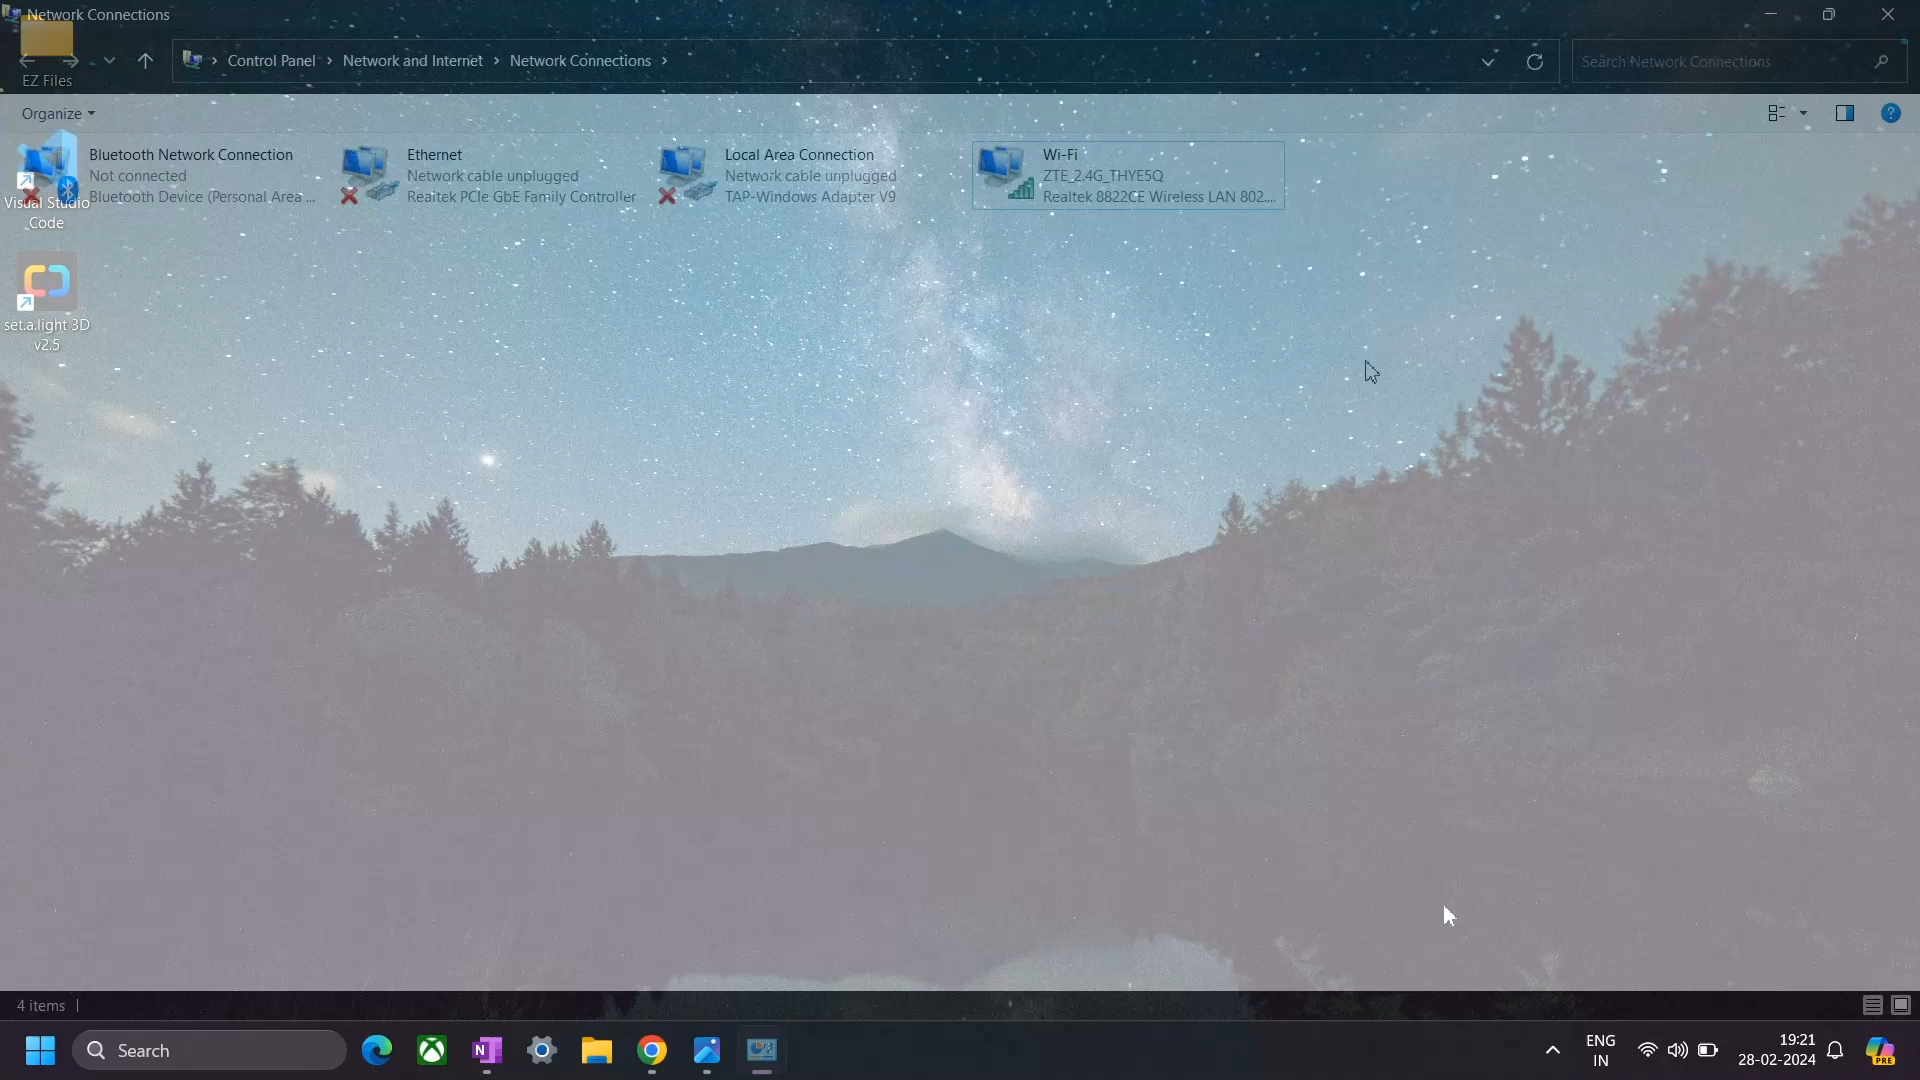 Network Connections
EZ Files
Control Panel
Network and Internet
Network Connections
Search Network Connections
Organize
Bluetooth Network Connection
Not connected
Bluetooth Device (Personal Area ...
Ethernet
Network cable unplugged
Realtek PCIe GbE Family Controller
Local Area Connection
Network cable unplugged
TAP-Windows Adapter V9
Wi-Fi
ZTE_2.4G_THYE5Q
Realtek 8822CE Wireless LAN 802....
Visual Studio
Code
set.a.light 3D
v2.5
4 items
Search
ENG
IN
19:21
28-02-2024
PRE